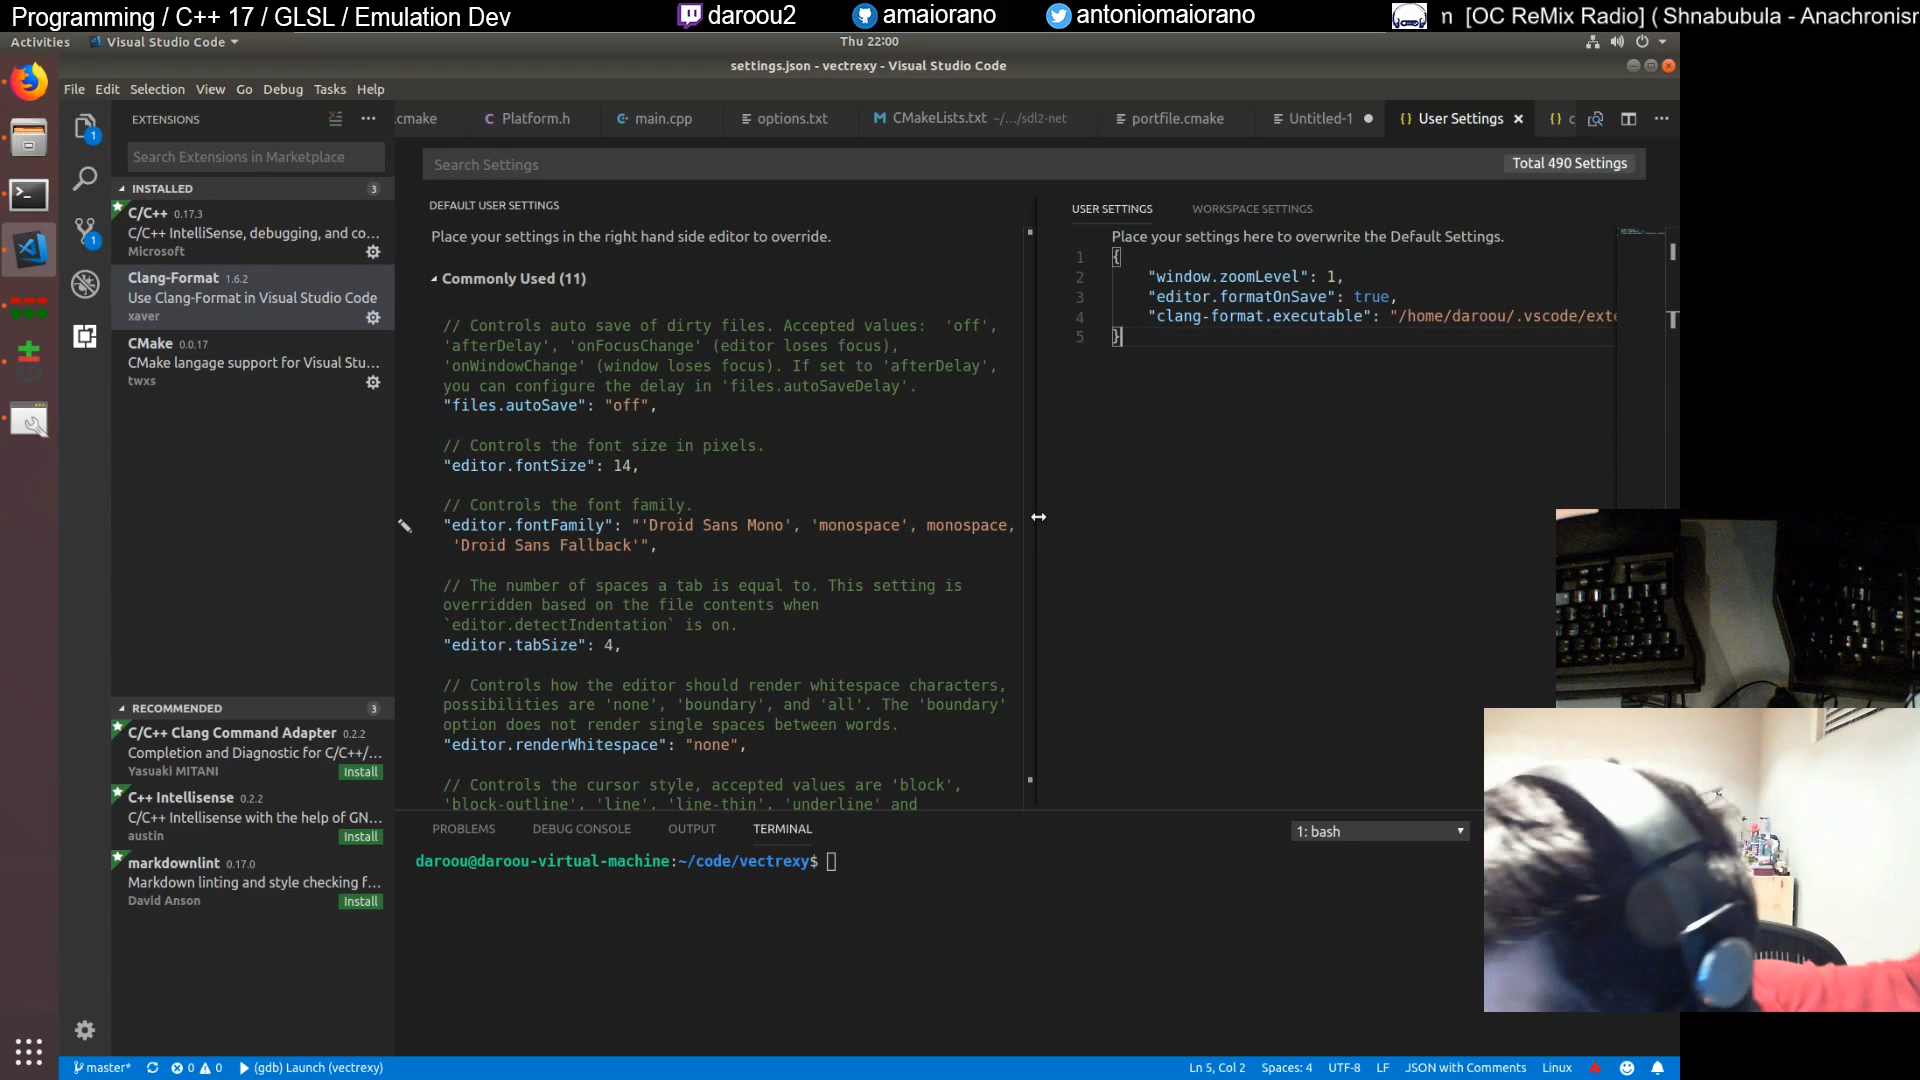 Programming / C++ 17 / GLSL / Emulation Dev
daroou2
amaiorano
antoniomaiorano
n [OC ReMix Radio] ( Shnabubula - Anachronisr
Activities
Visual Studio Code
Thu 22:00
settings.json - vectrexy - Visual Studio Code
File Edit Selection View Go Debug Tasks Help
EXTENSIONS
.cmake
Platform.h
main.cpp
options.txt
CMakeLists.txt ~/.../sdl2-net
portfile.cmake
Untitled-1
User Settings
Search Extensions in Marketplace
INSTALLED 3
C/C++ 0.17.3
C/C++ IntelliSense, debugging, and co...
Microsoft
Clang-Format 1.6.2
Use Clang-Format in Visual Studio Code
xaver
CMake 0.0.17
CMake langage support for Visual Stu...
twxs
RECOMMENDED 3
C/C++ Clang Command Adapter 0.2.2
Completion and Diagnostic for C/C++/...
Yasuaki MITANI Install
C++ Intellisense 0.2.2
C/C++ Intellisense with the help of GN...
austin Install
markdownlint 0.17.0
Markdown linting and style checking f...
David Anson Install
Search Settings
Total 490 Settings
DEFAULT USER SETTINGS
Place your settings in the right hand side editor to override.
Commonly Used (11)
// Controls auto save of dirty files. Accepted values:  'off',
'afterDelay', 'onFocusChange' (editor loses focus),
'onWindowChange' (window loses focus). If set to 'afterDelay',
you can configure the delay in 'files.autoSaveDelay'.
"files.autoSave": "off",
// Controls the font size in pixels.
"editor.fontSize": 14,
// Controls the font family.
"editor.fontFamily": "'Droid Sans Mono', 'monospace', monospace,
'Droid Sans Fallback'",
// The number of spaces a tab is equal to. This setting is
overridden based on the file contents when
`editor.detectIndentation` is on.
"editor.tabSize": 4,
// Controls how the editor should render whitespace characters,
possibilities are 'none', 'boundary', and 'all'. The 'boundary'
option does not render single spaces between words.
"editor.renderWhitespace": "none",
// Controls the cursor style, accepted values are 'block',
'block-outline', 'line', 'line-thin', 'underline' and
USER SETTINGS
WORKSPACE SETTINGS
Place your settings here to overwrite the Default Settings.
1 {
2 "window.zoomLevel": 1,
3 "editor.formatOnSave": true,
4 "clang-format.executable": "/home/daroou/.vscode/exte
5 }
PROBLEMS
DEBUG CONSOLE
OUTPUT
TERMINAL
1: bash
daroou@daroou-virtual-machine:~/code/vectrexy$
master*
0
0
(gdb) Launch (vectrexy)
Ln 5, Col 2
Spaces: 4
UTF-8
LF
JSON with Comments
Linux